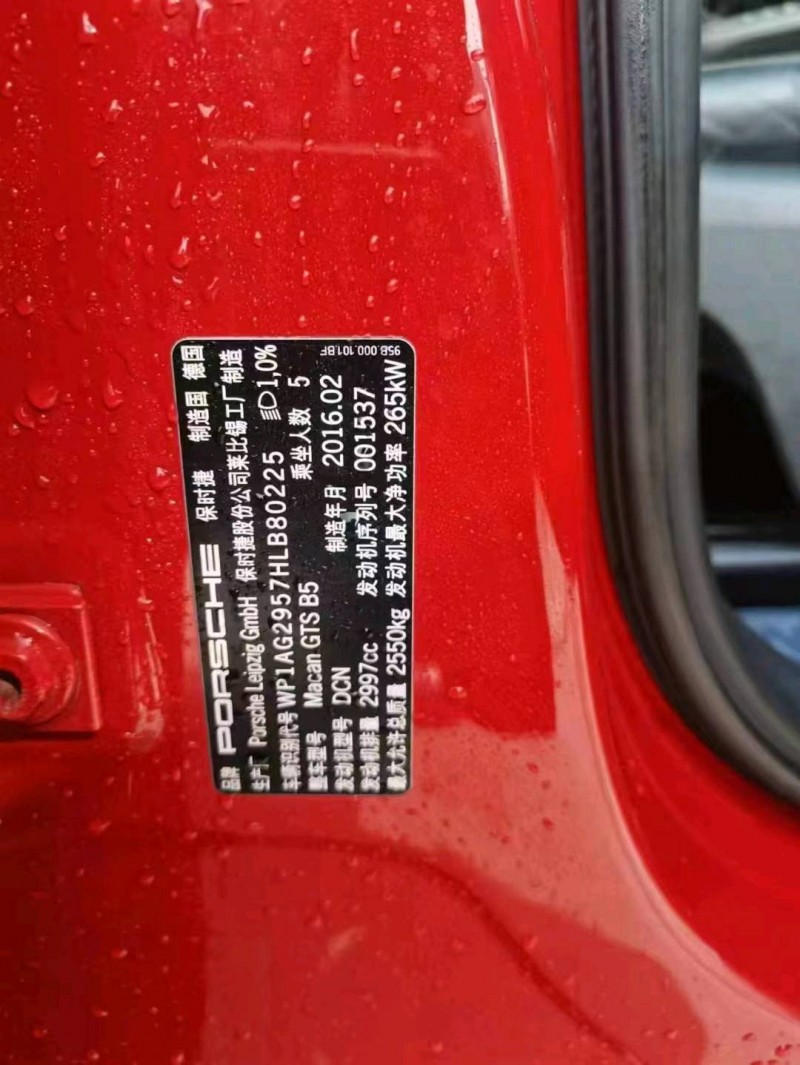 品牌 PORSCHE 保时捷 制造国 德国
生产厂 Porsche Leipzig GmbH 保时捷股份公司莱比锡工厂制造
车辆识别代号 WP1AG2957HLB80225 1,0%
整车型号 Macan GTS B5 乘坐人数 5
发动机型号 DCN 制造年月 2016.02
发动机排量 2997cc 发动机序列号 001537
最大允许总质量 2550kg 发动机最大净功率 265kW
95B.000.101.BF